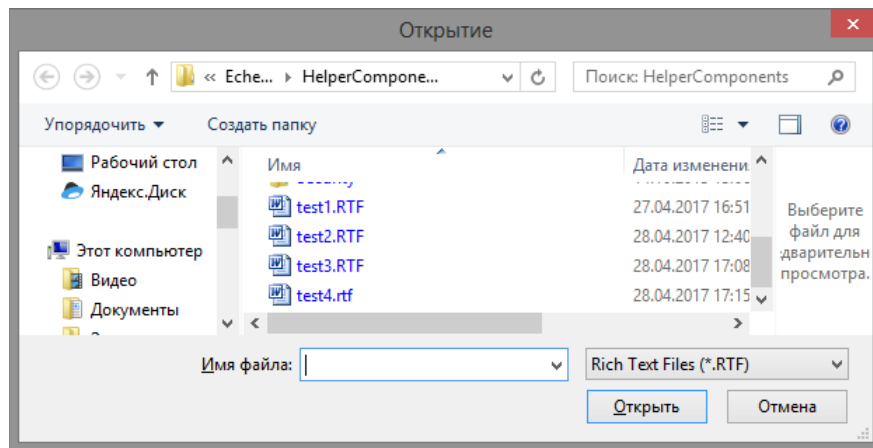 Открытие
« Eche... HelperCompone...
Поиск: HelperComponents
Упорядочить Создать папку
Рабочий стол
Яндекс.Диск
Этот компьютер
Видео
Документы
Имя Дата изменени
test1.RTF 27.04.2017 16:51
test2.RTF 28.04.2017 12:40
test3.RTF 28.04.2017 17:08
test4.rtf 28.04.2017 17:15
Выберите
файл для
дварительн
просмотра.
Имя файла: Rich Text Files (*.RTF)
Открыть Отмена